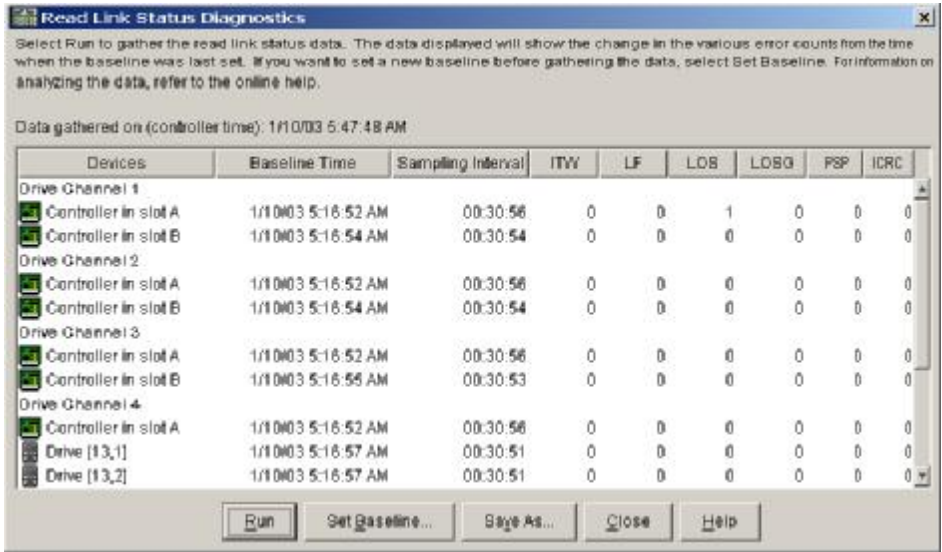 Read Link Status Diagnostics
Select Run to gather the read link status data. The data displayed will show the change in the various error counts from the time
when the baseline was last set. If you want to set a new baseline before gathering the data, select Set Baseline. For information on
analyzing the data, refer to the online help.
Data gathered on (controller time): 1/10/03 5:47:48 AM
Devices Baseline Time Sampling Interval ITW LF LOS LOSG PSP ICRC
Drive Channel 1
Controller in slot A 1/10/03 5:16:52 AM 00:30:56 0 0 1 0 0 0
Controller in slot B 1/10/03 5:16:54 AM 00:30:54 0 0 0 0 0 0
Drive Channel 2
Controller in slot A 1/10/03 5:16:52 AM 00:30:56 0 0 0 0 0 0
Controller in slot B 1/10/03 5:16:54 AM 00:30:54 0 0 0 0 0 0
Drive Channel 3
Controller in slot A 1/10/03 5:16:52 AM 00:30:56 0 0 0 0 0 0
Controller in slot B 1/10/03 5:16:55 AM 00:30:53 0 0 0 0 0 0
Drive Channel 4
Controller in slot A 1/10/03 5:16:52 AM 00:30:56 0 0 0 0 0 0
Drive [13,1] 1/10/03 5:16:57 AM 00:30:51 0 0 0 0 0 0
Drive [13,2] 1/10/03 5:16:57 AM 00:30:51 0 0 0 0 0 0
Run Set Baseline... Save As... Close Help